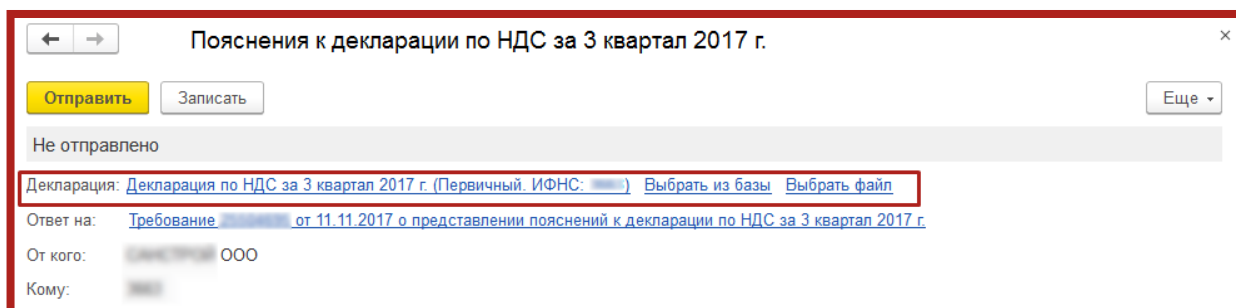 Пояснения к декларации по НДС за 3 квартал 2017 г.
Отправить Записать Еще
Не отправлено
Декларация: Декларация по НДС за 3 квартал 2017 г. (Первичный. ИФНС: ) Выбрать из базы Выбрать файл
Ответ на: Требование от 11.11.2017 о представлении пояснений к декларации по НДС за 3 квартал 2017 г.
От кого: ООО
Кому: